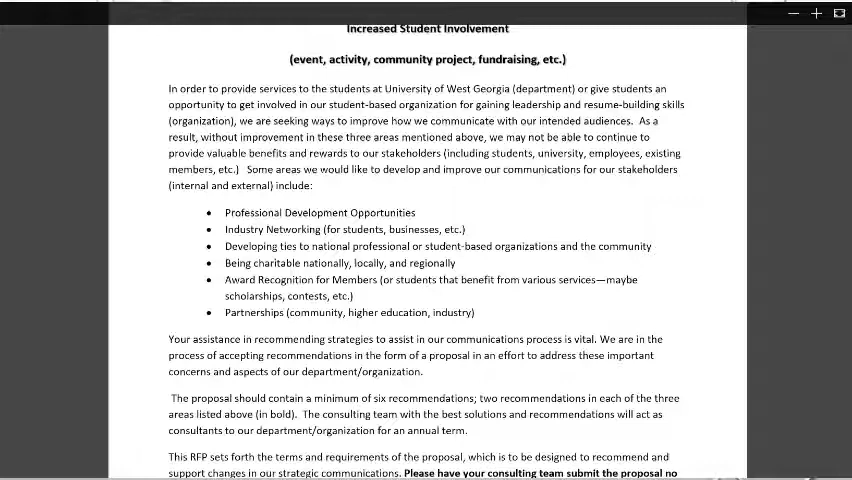 Increased Student Involvement
(event, activity, community project, fundraising, etc.)
In order to provide services to the students at University of West Georgia (department) or give students an
opportunity to get involved in our student-based organization for gaining leadership and resume-building skills
(organization), we are seeking ways to improve how we communicate with our intended audiences.  As a
result, without improvement in these three areas mentioned above, we may not be able to continue to
provide valuable benefits and rewards to our stakeholders (including students, university, employees, existing
members, etc.)   Some areas we would like to develop and improve our communications for our stakeholders
(internal and external) include:
• Professional Development Opportunities
• Industry Networking (for students, businesses, etc.)
• Developing ties to national professional or student-based organizations and the community
• Being charitable nationally, locally, and regionally
• Award Recognition for Members (or students that benefit from various services—maybe
scholarships, contests, etc.)
• Partnerships (community, higher education, industry)
Your assistance in recommending strategies to assist in our communications process is vital. We are in the
process of accepting recommendations in the form of a proposal in an effort to address these important
concerns and aspects of our department/organization.
The proposal should contain a minimum of six recommendations; two recommendations in each of the three
areas listed above (in bold).  The consulting team with the best solutions and recommendations will act as
consultants to our department/organization for an annual term.
This RFP sets forth the terms and requirements of the proposal, which is to be designed to recommend and
support changes in our strategic communications. Please have your consulting team submit the proposal no